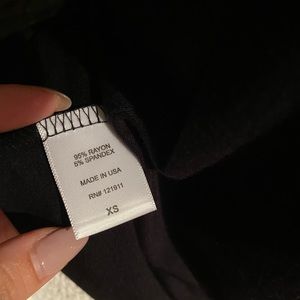 95% RAYON
5% SPANDEX
MADE IN USA
RN# 121911
XS